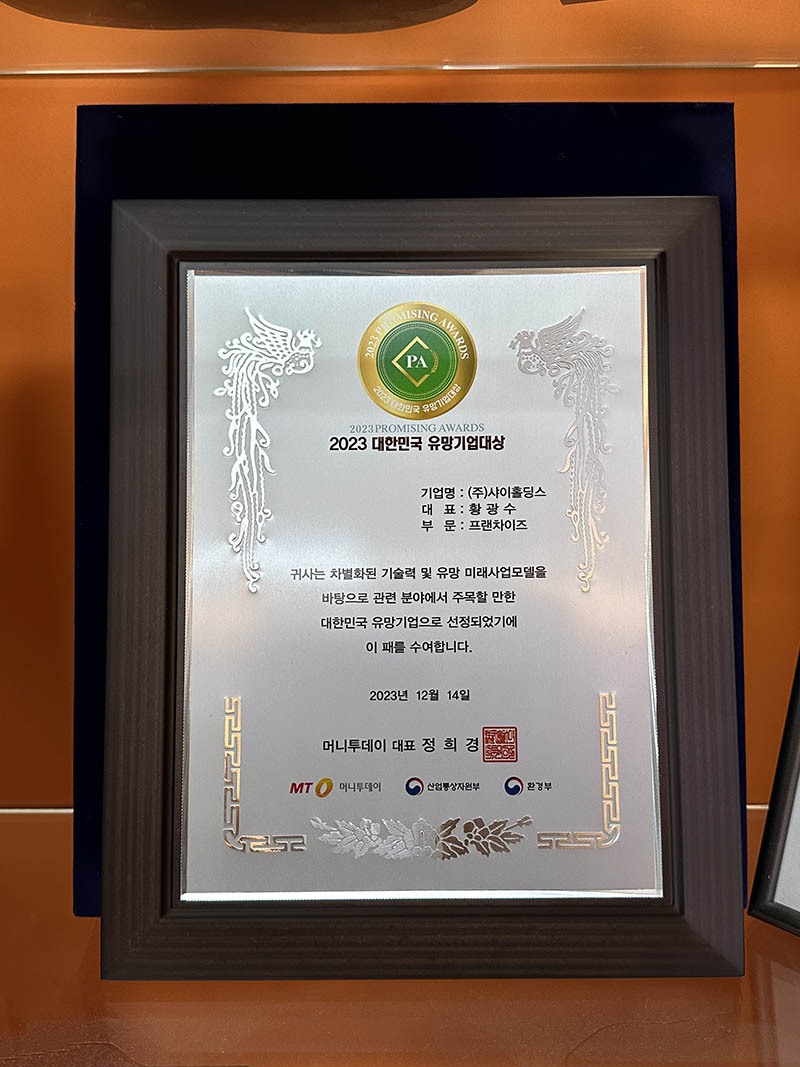 2023 PROMISING AWARDS
PA
2023 대한민국 유망기업대상
2023 PROMISING AWARDS
2023 대한민국 유망기업대상
기업명 : (주)샤이홀딩스
대 표 : 황 광 수
부 문 : 프랜차이즈
귀사는 차별화된 기술력 및 유망 미래사업모델을
바탕으로 관련 분야에서 주목할 만한
대한민국 유망기업으로 선정되었기에
이 패를 수여합니다.
2023년 12월 14일
머니투데이 대표 정 희 경
MT 머니투데이 산업통상자원부 환경부